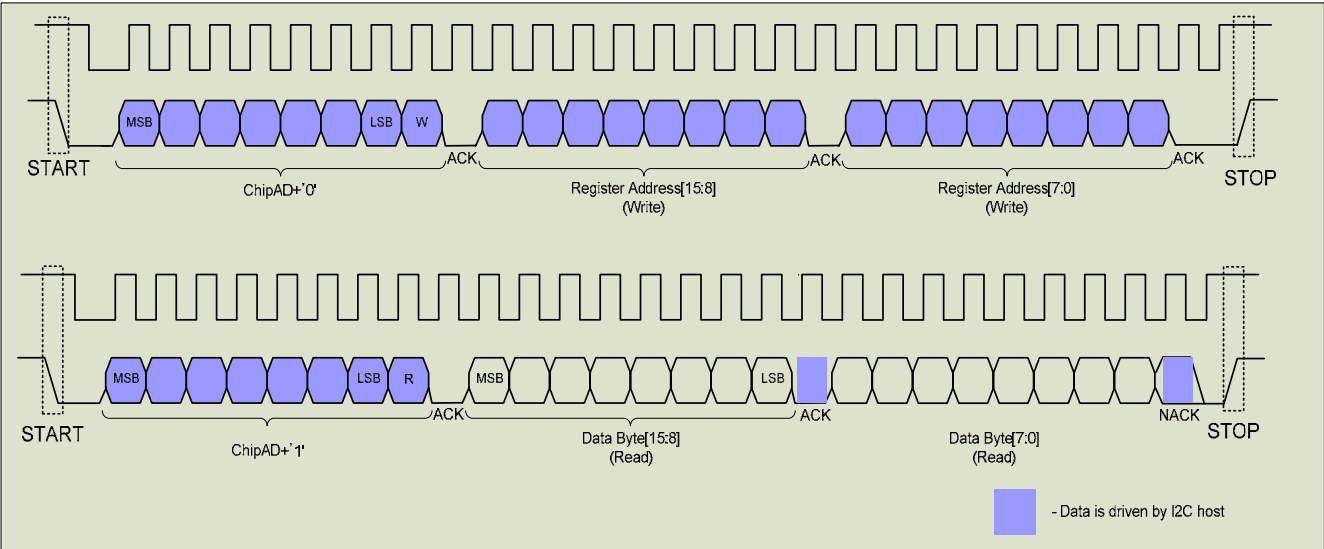 MSB LSB W
START ACK ACK ACK STOP
ChipAD+'0' Register Address[15:8] Register Address[7:0]
(Write) (Write)
MSB LSB R MSB LSB
START ACK ACK NACK STOP
ChipAD+'1' Data Byte[15:8] Data Byte[7:0]
(Read) (Read)
- Data is driven by I2C host